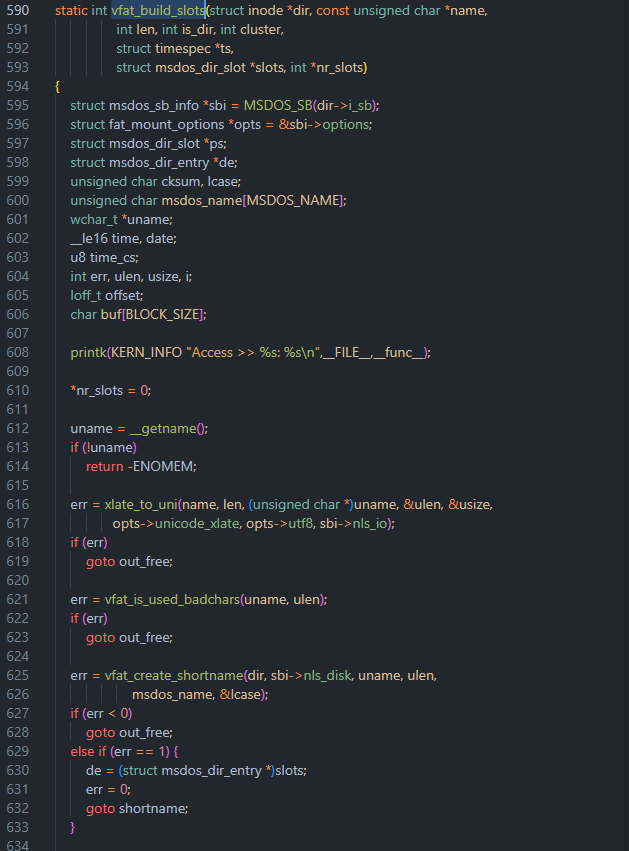 590 static int vfat_build_slots(struct inode *dir, const unsigned char *name,
591 int len, int is_dir, int cluster,
592 struct timespec *ts,
593 struct msdos_dir_slot *slots, int *nr_slots)
594 {
595 struct msdos_sb_info *sbi = MSDOS_SB(dir->i_sb);
596 struct fat_mount_options *opts = &sbi->options;
597 struct msdos_dir_slot *ps;
598 struct msdos_dir_entry *de;
599 unsigned char cksum, lcase;
600 unsigned char msdos_name[MSDOS_NAME];
601 wchar_t *uname;
602 __le16 time, date;
603 u8 time_cs;
604 int err, ulen, usize, i;
605 loff_t offset;
606 char buf[BLOCK_SIZE];
607
608 printk(KERN_INFO "Access >> %s: %s\n",__FILE__,__func__);
609
610 *nr_slots = 0;
611
612 uname = __getname();
613 if (!uname)
614 return -ENOMEM;
615
616 err = xlate_to_uni(name, len, (unsigned char *)uname, &ulen, &usize,
617 opts->unicode_xlate, opts->utf8, sbi->nls_io);
618 if (err)
619 goto out_free;
620
621 err = vfat_is_used_badchars(uname, ulen);
622 if (err)
623 goto out_free;
624
625 err = vfat_create_shortname(dir, sbi->nls_disk, uname, ulen,
626 msdos_name, &lcase);
627 if (err < 0)
628 goto out_free;
629 else if (err == 1) {
630 de = (struct msdos_dir_entry *)slots;
631 err = 0;
632 goto shortname;
633 }
634